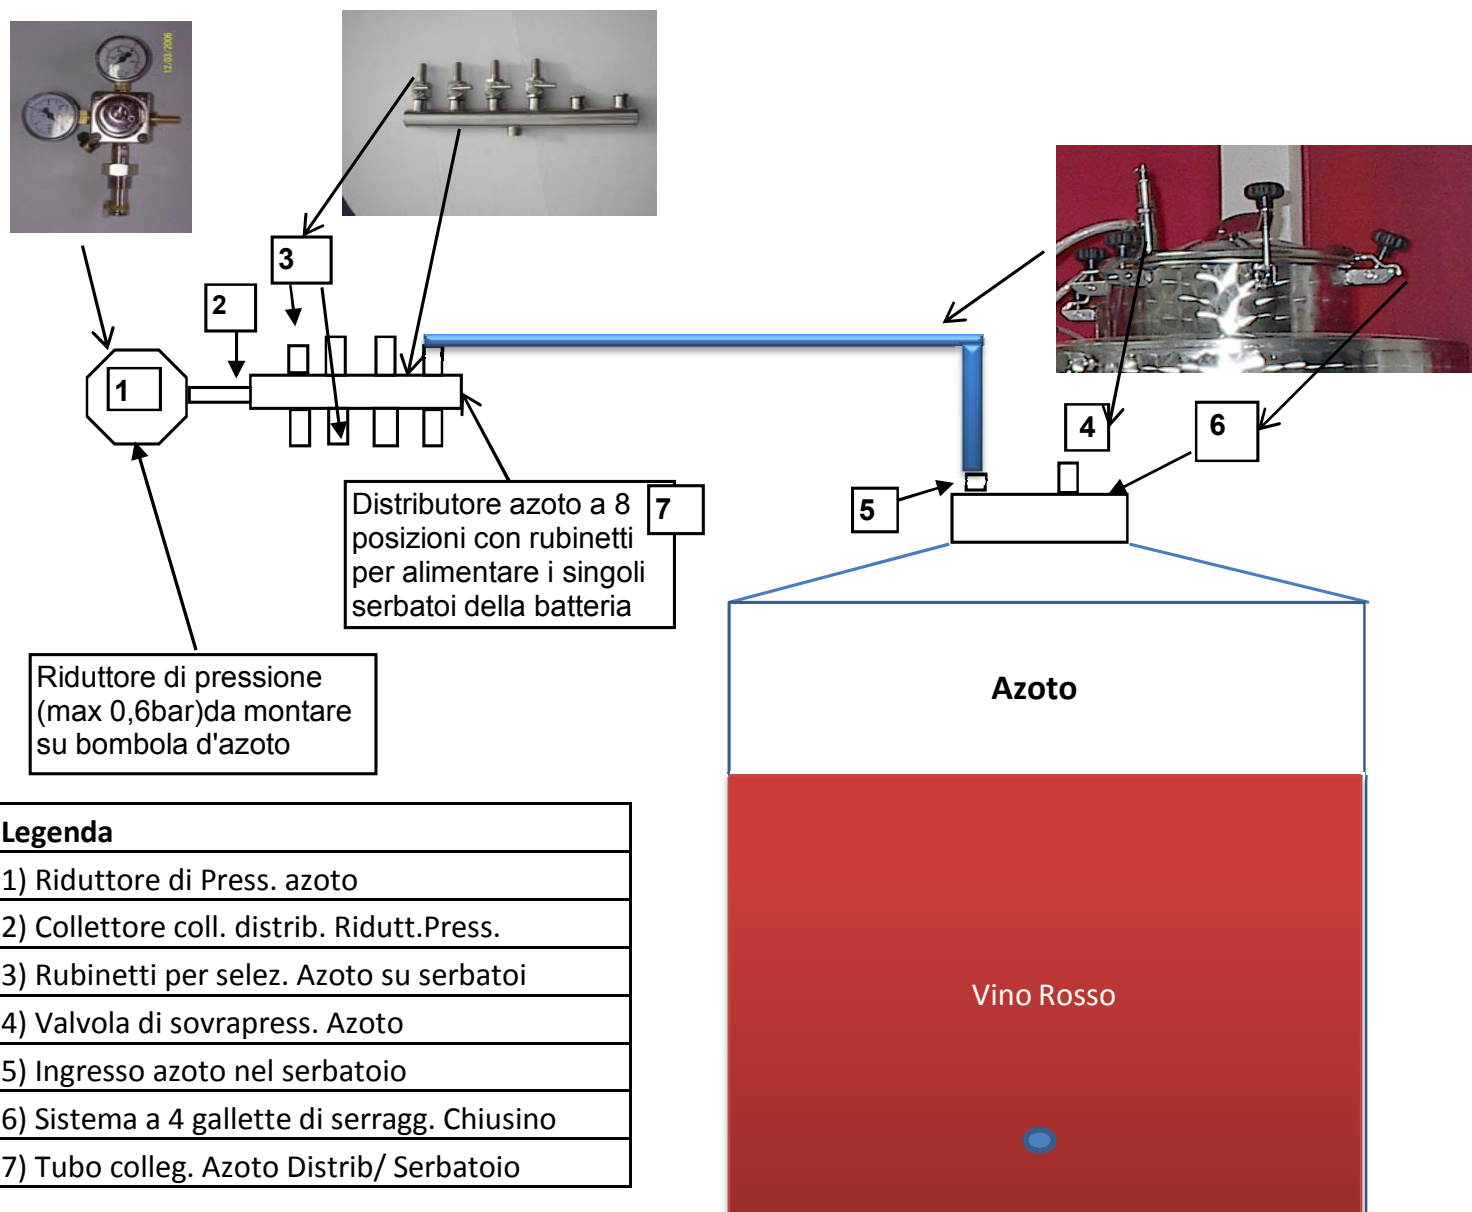 12/03/2006
3
2
1
4
6
5
Distributore azoto a 8
posizioni con rubinetti
per alimentare i singoli
serbatoi della batteria
7
Riduttore di pressione
(max 0,6bar)da montare
su bombola d'azoto
Azoto
Vino Rosso
Legenda
1) Riduttore di Press. azoto
2) Collettore coll. distrib. Ridutt.Press.
3) Rubinetti per selez. Azoto su serbatoi
4) Valvola di sovrapress. Azoto
5) Ingresso azoto nel serbatoio
6) Sistema a 4 gallette di serragg. Chiusino
7) Tubo colleg. Azoto Distrib/ Serbatoio